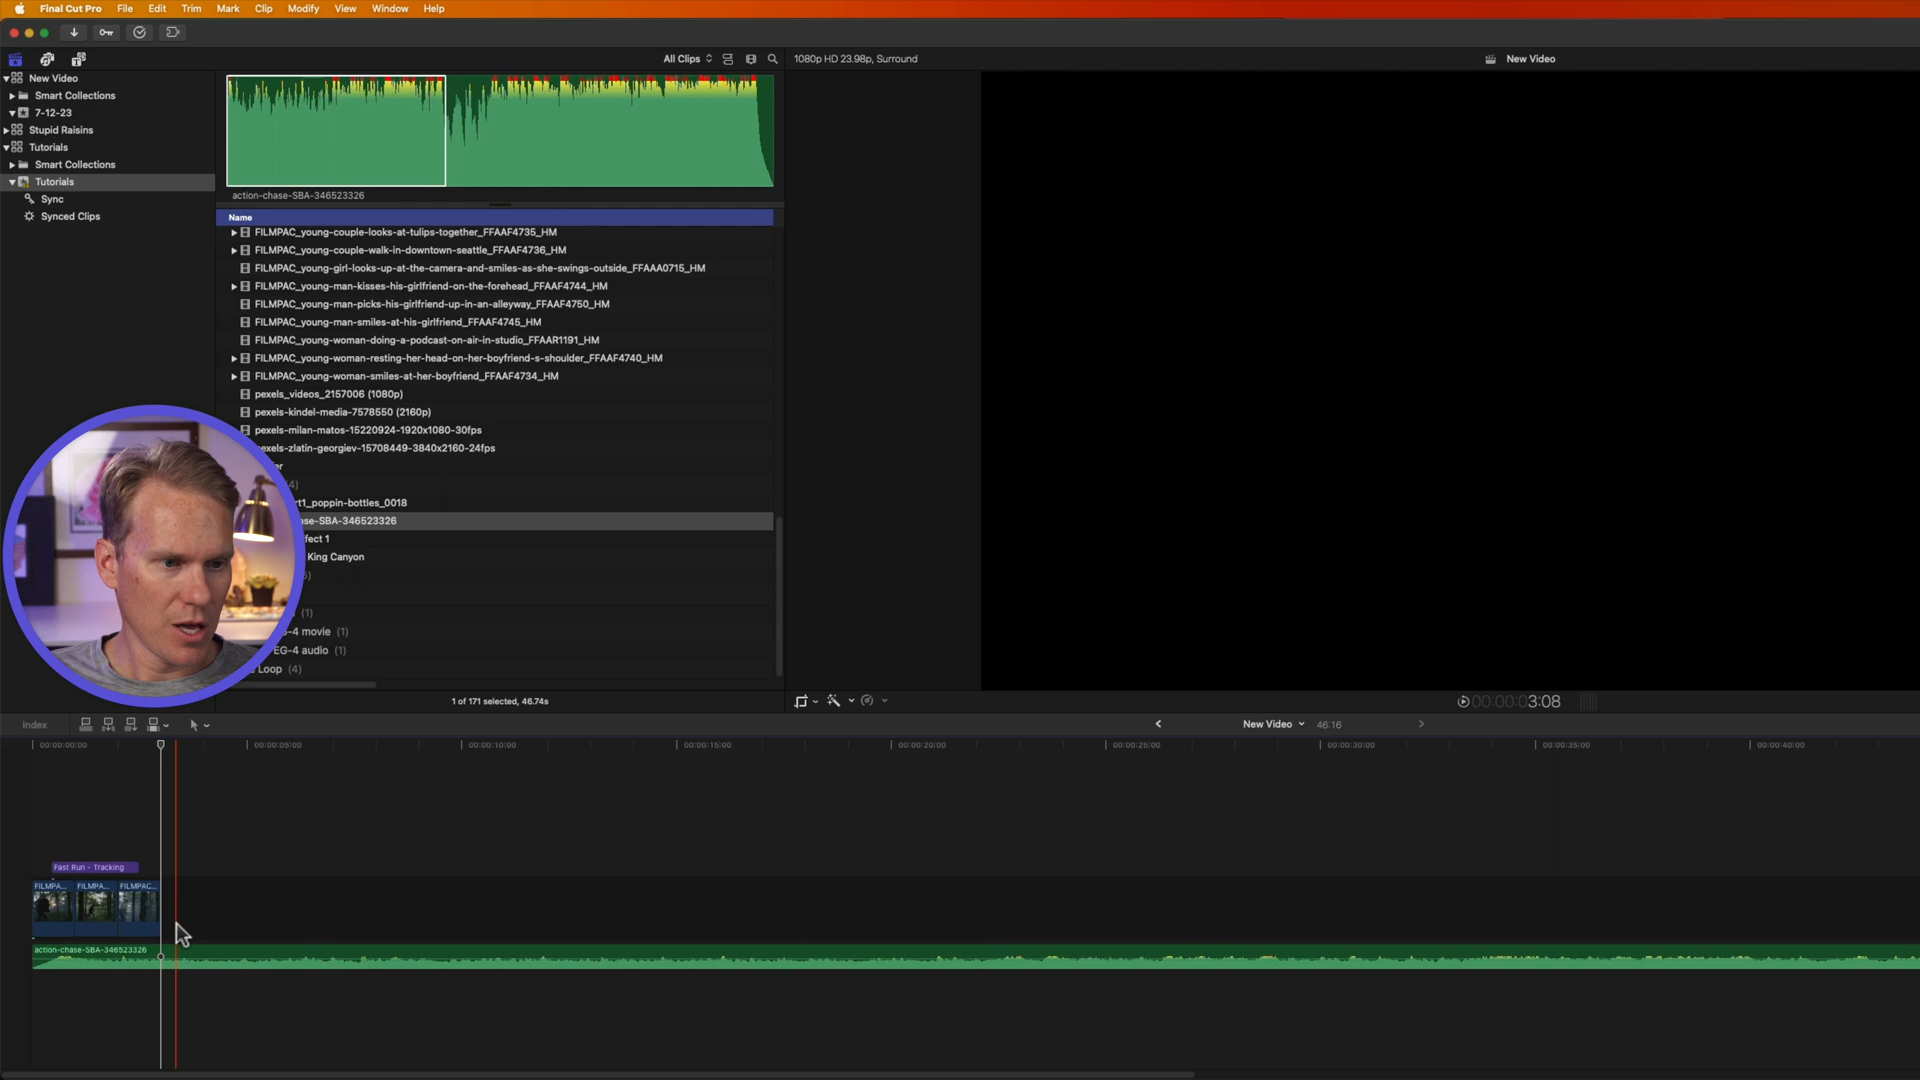 Final Cut Pro File Edit Trim Mark Clip Modify View Window Help
All Clips
1080p HD 23.98p, Surround
New Video
New Video
Smart Collections
7-12-23
Stupid Raisins
Tutorials
Smart Collections
Tutorials
Sync
Synced Clips
action-chase-SBA-346523326
Name
FILMPAC_young-couple-looks-at-tulips-together_FFAAF4735_HM
FILMPAC_young-couple-walk-in-downtown-seattle_FFAAF4736_HM
FILMPAC_young-girl-looks-up-at-the-camera-and-smiles-as-she-swings-outside_FFAAA0715_HM
FILMPAC_young-man-kisses-his-girlfriend-on-the-forehead_FFAAF4744_HM
FILMPAC_young-man-picks-his-girlfriend-up-in-an-alleyway_FFAAF4750_HM
FILMPAC_young-man-smiles-at-his-girlfriend_FFAAF4745_HM
FILMPAC_young-woman-doing-a-podcast-on-air-in-studio_FFAAR1191_HM
FILMPAC_young-woman-resting-her-head-on-her-boyfriend-s-shoulder_FFAAF4740_HM
FILMPAC_young-woman-smiles-at-her-boyfriend_FFAAF4734_HM
pexels_videos_2157006 (1080p)
pexels-kindel-media-7578550 (2160p)
pexels-milan-matos-15220924-1920x1080-30fps
exels-zlatin-georgiev-15708449-3840x2160-24fps
er
(4)
rt1_poppin-bottles_0018
se-SBA-346523326
fect 1
King Canyon
(1)
-4 movie (1)
EG-4 audio (1)
Loop (4)
1 of 171 selected, 46.74s
00:00:03:08
Index
New Video
46:16
00:00:00:00
00:00:05:00
00:00:10:00
00:00:15:00
00:00:20:00
00:00:25:00
00:00:30:00
00:00:35:00
00:00:40:00
Fast Run - Tracking
FILMPA...
FILMPA...
FILMPAC...
action-chase-SBA-346523326